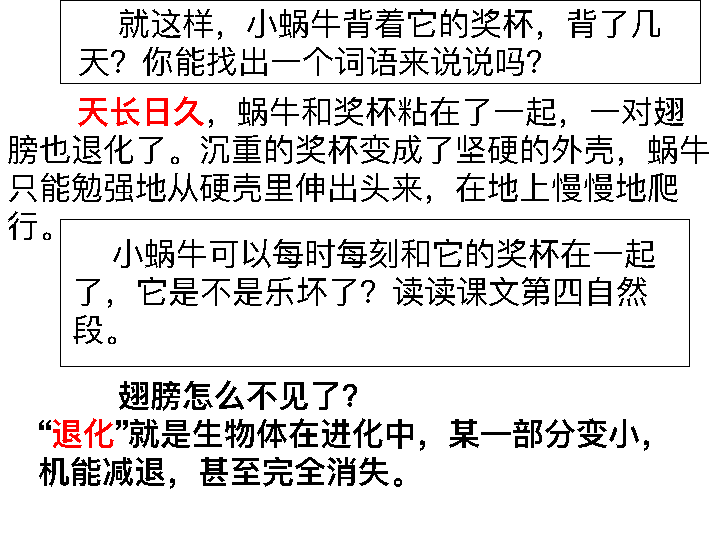 就这样，小蜗牛背着它的奖杯，背了几
天？你能找出一个词语来说说吗？
天长日久，蜗牛和奖杯粘在了一起，一对翅
膀也退化了。沉重的奖杯变成了坚硬的外壳，蜗牛
只能勉强地从硬壳里伸出头来，在地上慢慢地爬
行。
小蜗牛可以每时每刻和它的奖杯在一起
了，它是不是乐坏了？读读课文第四自然
段。
翅膀怎么不见了？
“退化”就是生物体在进化中，某一部分变小，
机能减退，甚至完全消失。